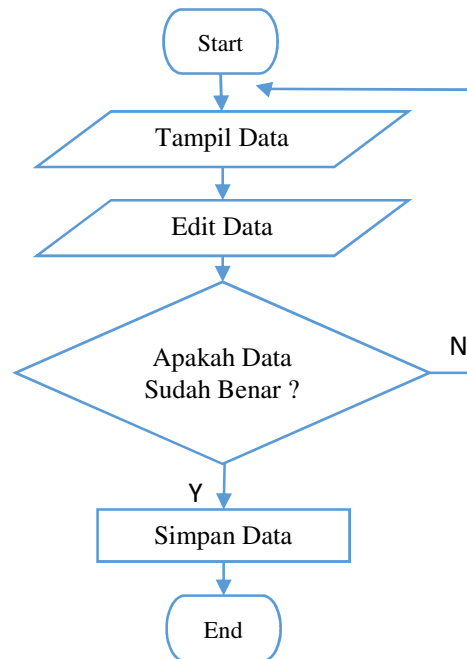 Start
Tampil Data
Edit Data
Apakah Data
Sudah Benar ?
N
Y
Simpan Data
End